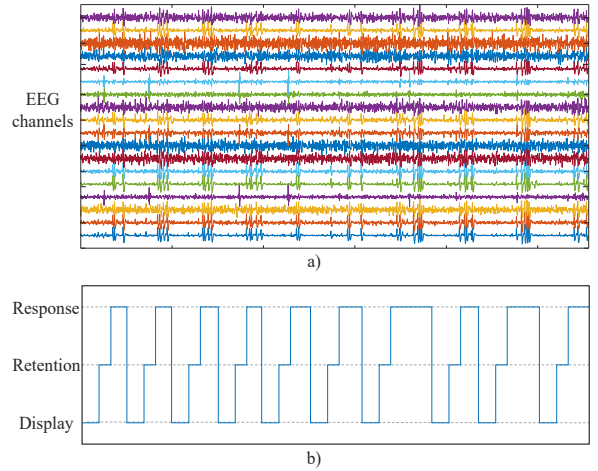 EEG
channels
a)
Response
Retention
Display
b)